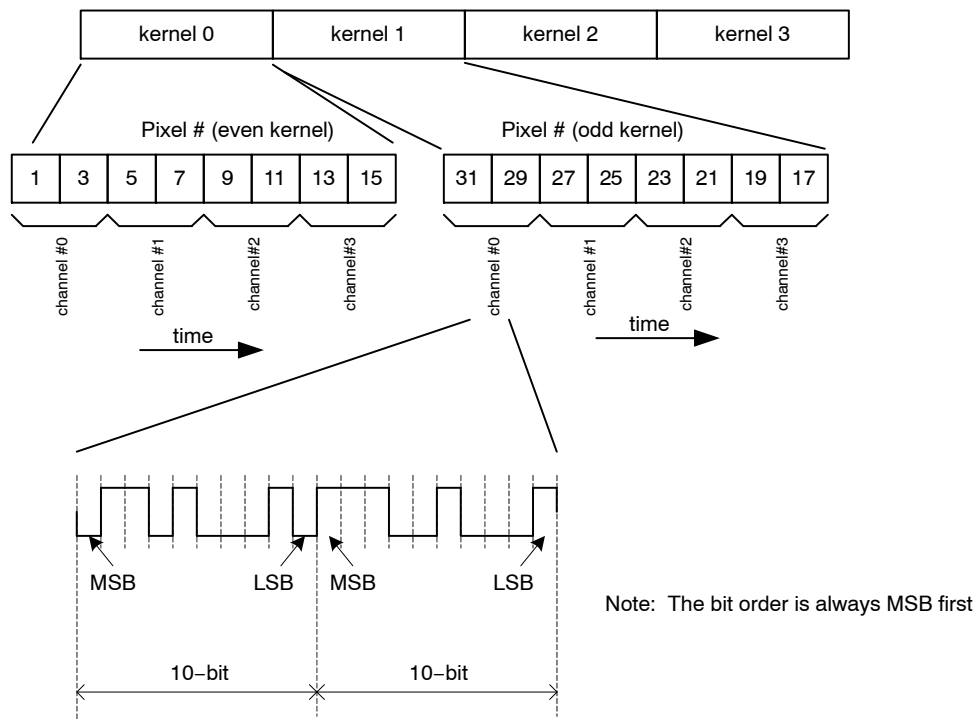 kernel 0 kernel 1 kernel 2 kernel 3
Pixel # (even kernel) Pixel # (odd kernel)
1 3 5 7 9 11 13 15 31 29 27 25 23 21 19 17
channel #0 channel #1 channel#2 channel#3 channel #0 channel #1 channel#2 channel#3
time time
MSB LSB MSB LSB
Note: The bit order is always MSB first
10−bit 10−bit